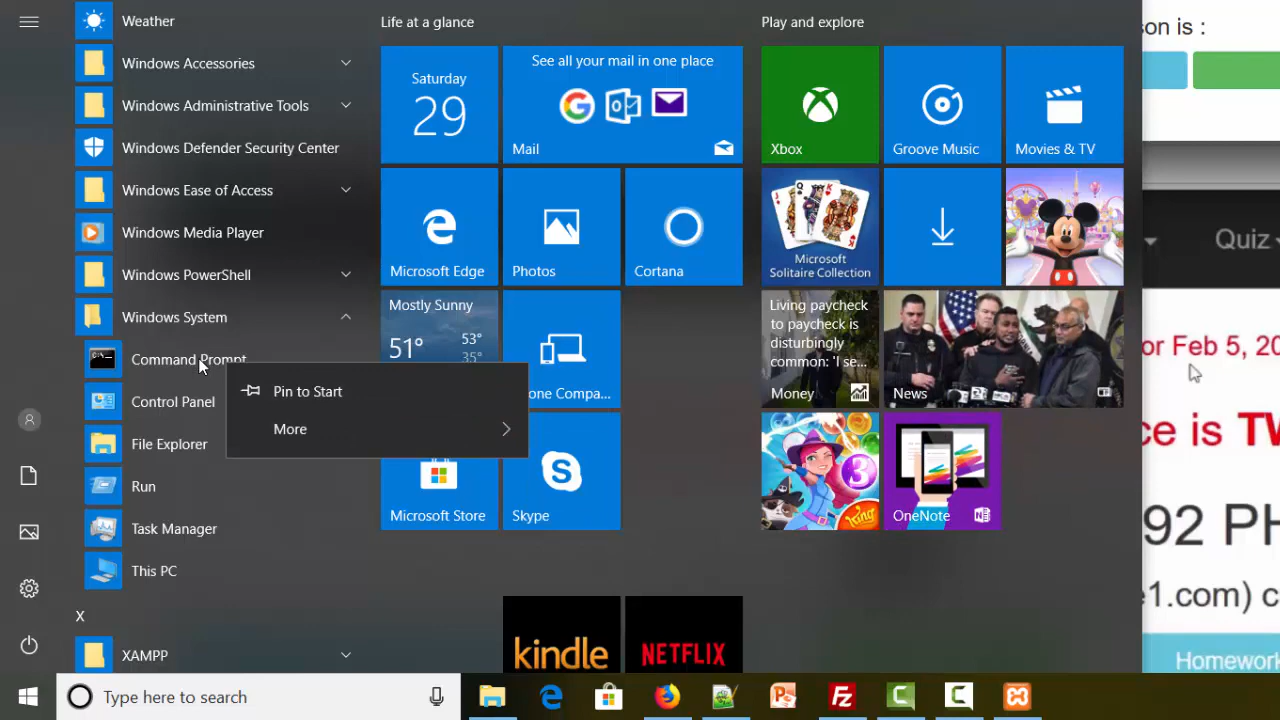 Weather
Windows Accessories
Windows Administrative Tools
Windows Defender Security Center
Windows Ease of Access
Windows Media Player
Windows PowerShell
Windows System
Command Prompt
Control Panel
File Explorer
Run
Task Manager
This PC
X
XAMPP
Pin to Start
More
Life at a glance
Saturday
29
See all your mail in one place
Mail
Microsoft Edge
Photos
Cortana
Mostly Sunny
51°
53°
35°
one Compa...
Microsoft Store
Skype
kindle
NETFLIX
Play and explore
Xbox
Groove Music
Movies & TV
Microsoft
Solitaire Collection
Living paycheck
to paycheck is
disturbingly
common: 'I se...
Money
News
3
King
OneNote
N
son is :
Quiz
or Feb 5, 20
ce is TW
92 PH
e1.com) c
Homework
Type here to search